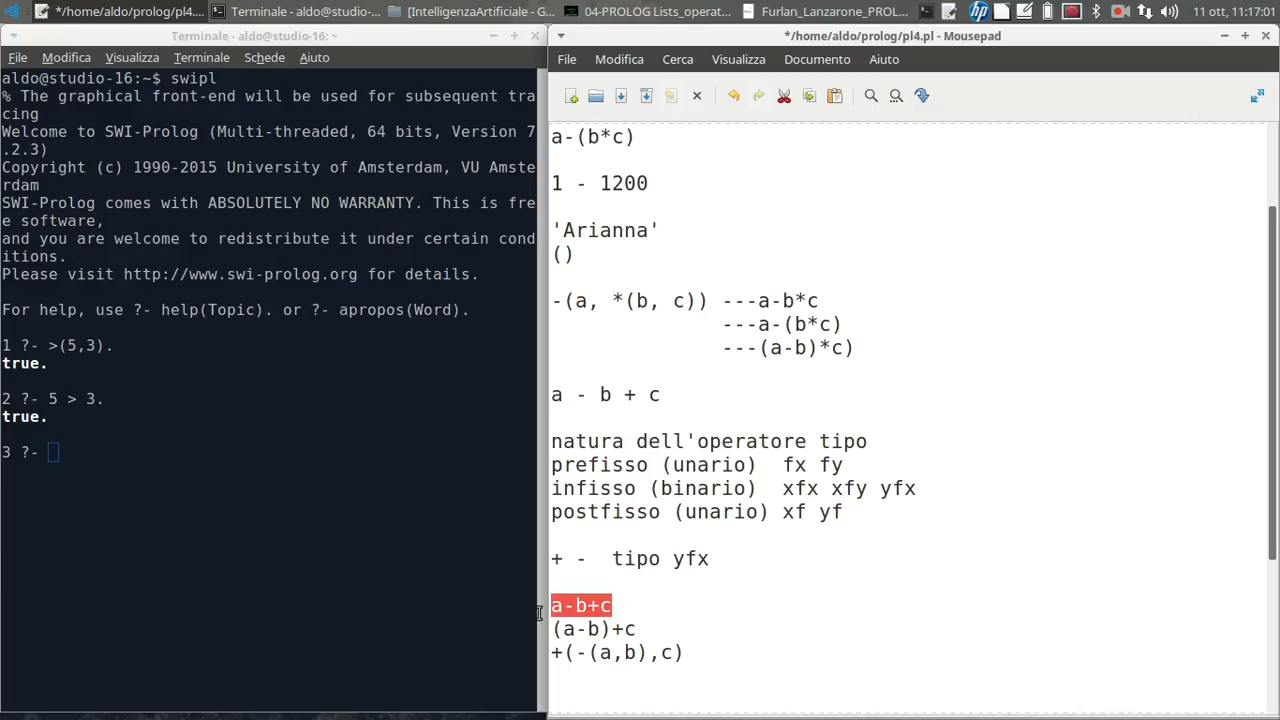 */home/aldo/prolog/pl4....
Terminale - aldo@studio-...
[IntelligenzaArtificiale - G...
04-PROLOG Lists_operat...
Furlan_Lanzarone_PROL...
11 ott, 11:17:01
Terminale - aldo@studio-16: ~
File Modifica Visualizza Terminale Schede Aiuto
aldo@studio-16:~$ swipl
% The graphical front-end will be used for subsequent tra
cing
Welcome to SWI-Prolog (Multi-threaded, 64 bits, Version 7
.2.3)
Copyright (c) 1990-2015 University of Amsterdam, VU Amste
rdam
SWI-Prolog comes with ABSOLUTELY NO WARRANTY. This is fre
e software,
and you are welcome to redistribute it under certain cond
itions.
Please visit http://www.swi-prolog.org for details.
For help, use ?- help(Topic). or ?- apropos(Word).
1 ?- >(5,3).
true.
2 ?- 5 > 3.
true.
3 ?-
*/home/aldo/prolog/pl4.pl - Mousepad
File Modifica Cerca Visualizza Documento Aiuto
a-(b*c)
1 - 1200
'Arianna'
()
-(a, *(b, c)) ---a-b*c
---a-(b*c)
---(a-b)*c)
a - b + c
natura dell'operatore tipo
prefisso (unario) fx fy
infisso (binario) xfx xfy yfx
postfisso (unario) xf yf
+ - tipo yfx
a-b+c
(a-b)+c
+(-(a,b),c)